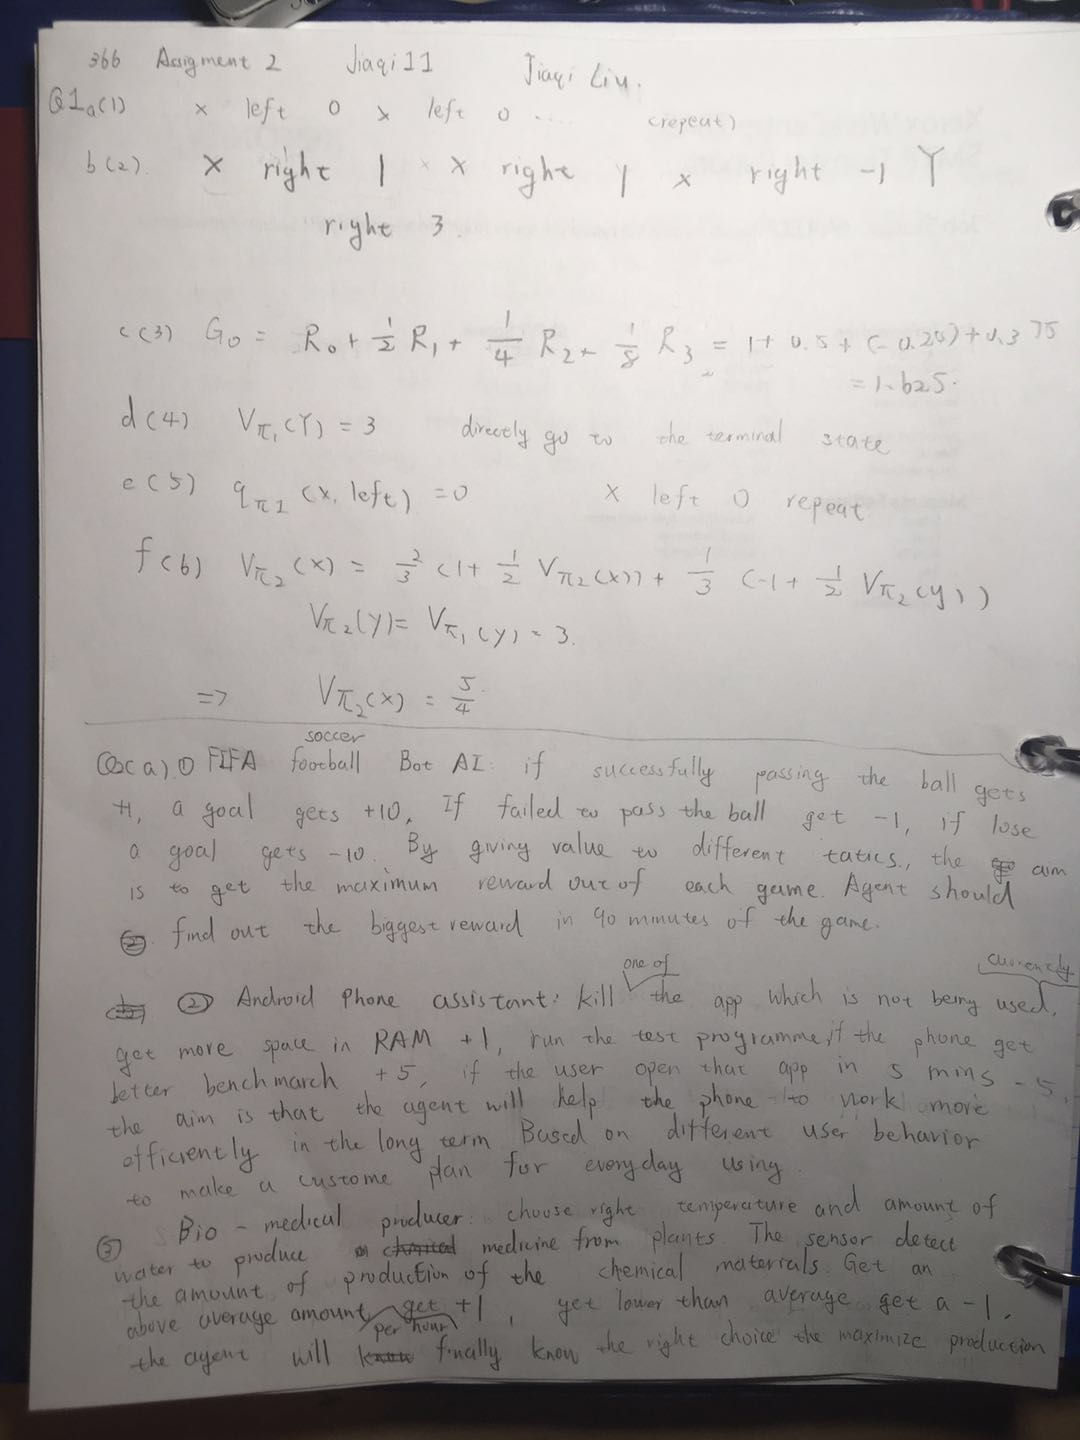 366 Assigment 2 Jiaqi11 Jiaqi Liu.
Q1a(1) x left 0 x left 0 .... (repeat)
b(2). X right 1 x right 1 x right -1 Y
right 3.
c(3) G₀ = R₀ + 1/2 R₁ + 1/4 R₂ + 1/8 R₃ = 1 + 0.5 + (-0.25) + 0.375
= 1.625.
d(4) Vπ₁(Y) = 3 directly go to the terminal state
e(5) qπ1 (x, left) = 0 X left 0 repeat
f(6) Vπ₂(x) = 2/3 (1 + 1/2 Vπ₂(x)) + 1/3 (-1 + 1/2 Vπ₂(y))
Vπ₂(y) = Vπ₁(y) = 3.
=> Vπ₂(x) = 5/4
soccer
Q2(a). ① FIFA football Bot AI: if successfully passing the ball gets
+1, a goal gets +10, If failed to pass the ball get -1, if lose
a goal gets -10. By giving value to different tatics, the aim
is to get the maximum reward out of each game. Agent should
find out the biggest reward in 90 minutes of the game.
one of currently
② Android Phone assistant: kill the app which is not being used,
get more space in RAM +1, run the test programme, if the phone get
better benchmarch +5, if the user open that app in 5 mins -5
the aim is that the agent will help the phone to work more
efficiently in the long term Based on different user behavior
to make a custome plan for everyday using
③ Bio-medical producer: choose right temperature and amount of
water to produce medicine from plants. The sensor detect
the amount of production of the chemical materials. Get an
above average amount get +1, yet lower than average get a -1.
per hour
the agent will finally know the right choice the maximize production